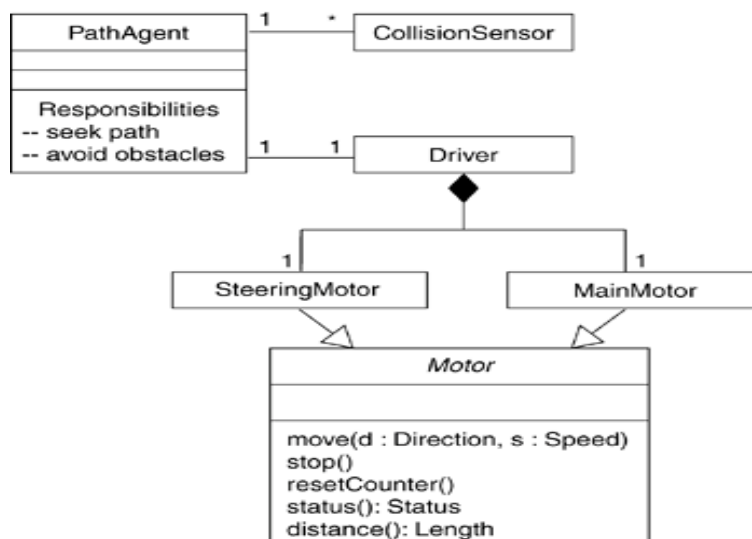 PathAgent
1
*
CollisionSensor
Responsibilities
-- seek path
-- avoid obstacles
1
1
Driver
1
1
SteeringMotor
MainMotor
Motor
move(d : Direction, s : Speed)
stop()
resetCounter()
status(): Status
distance(): Length